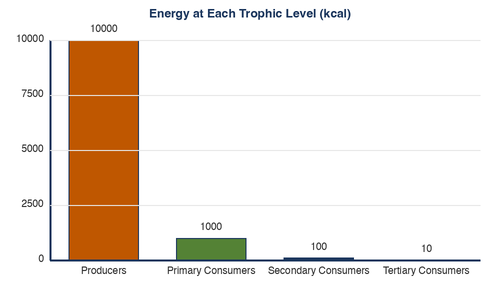 Energy at Each Trophic Level (kcal)
10000
7500
5000
2500
0
10000
1000
100
10
Producers
Primary Consumers
Secondary Consumers
Tertiary Consumers